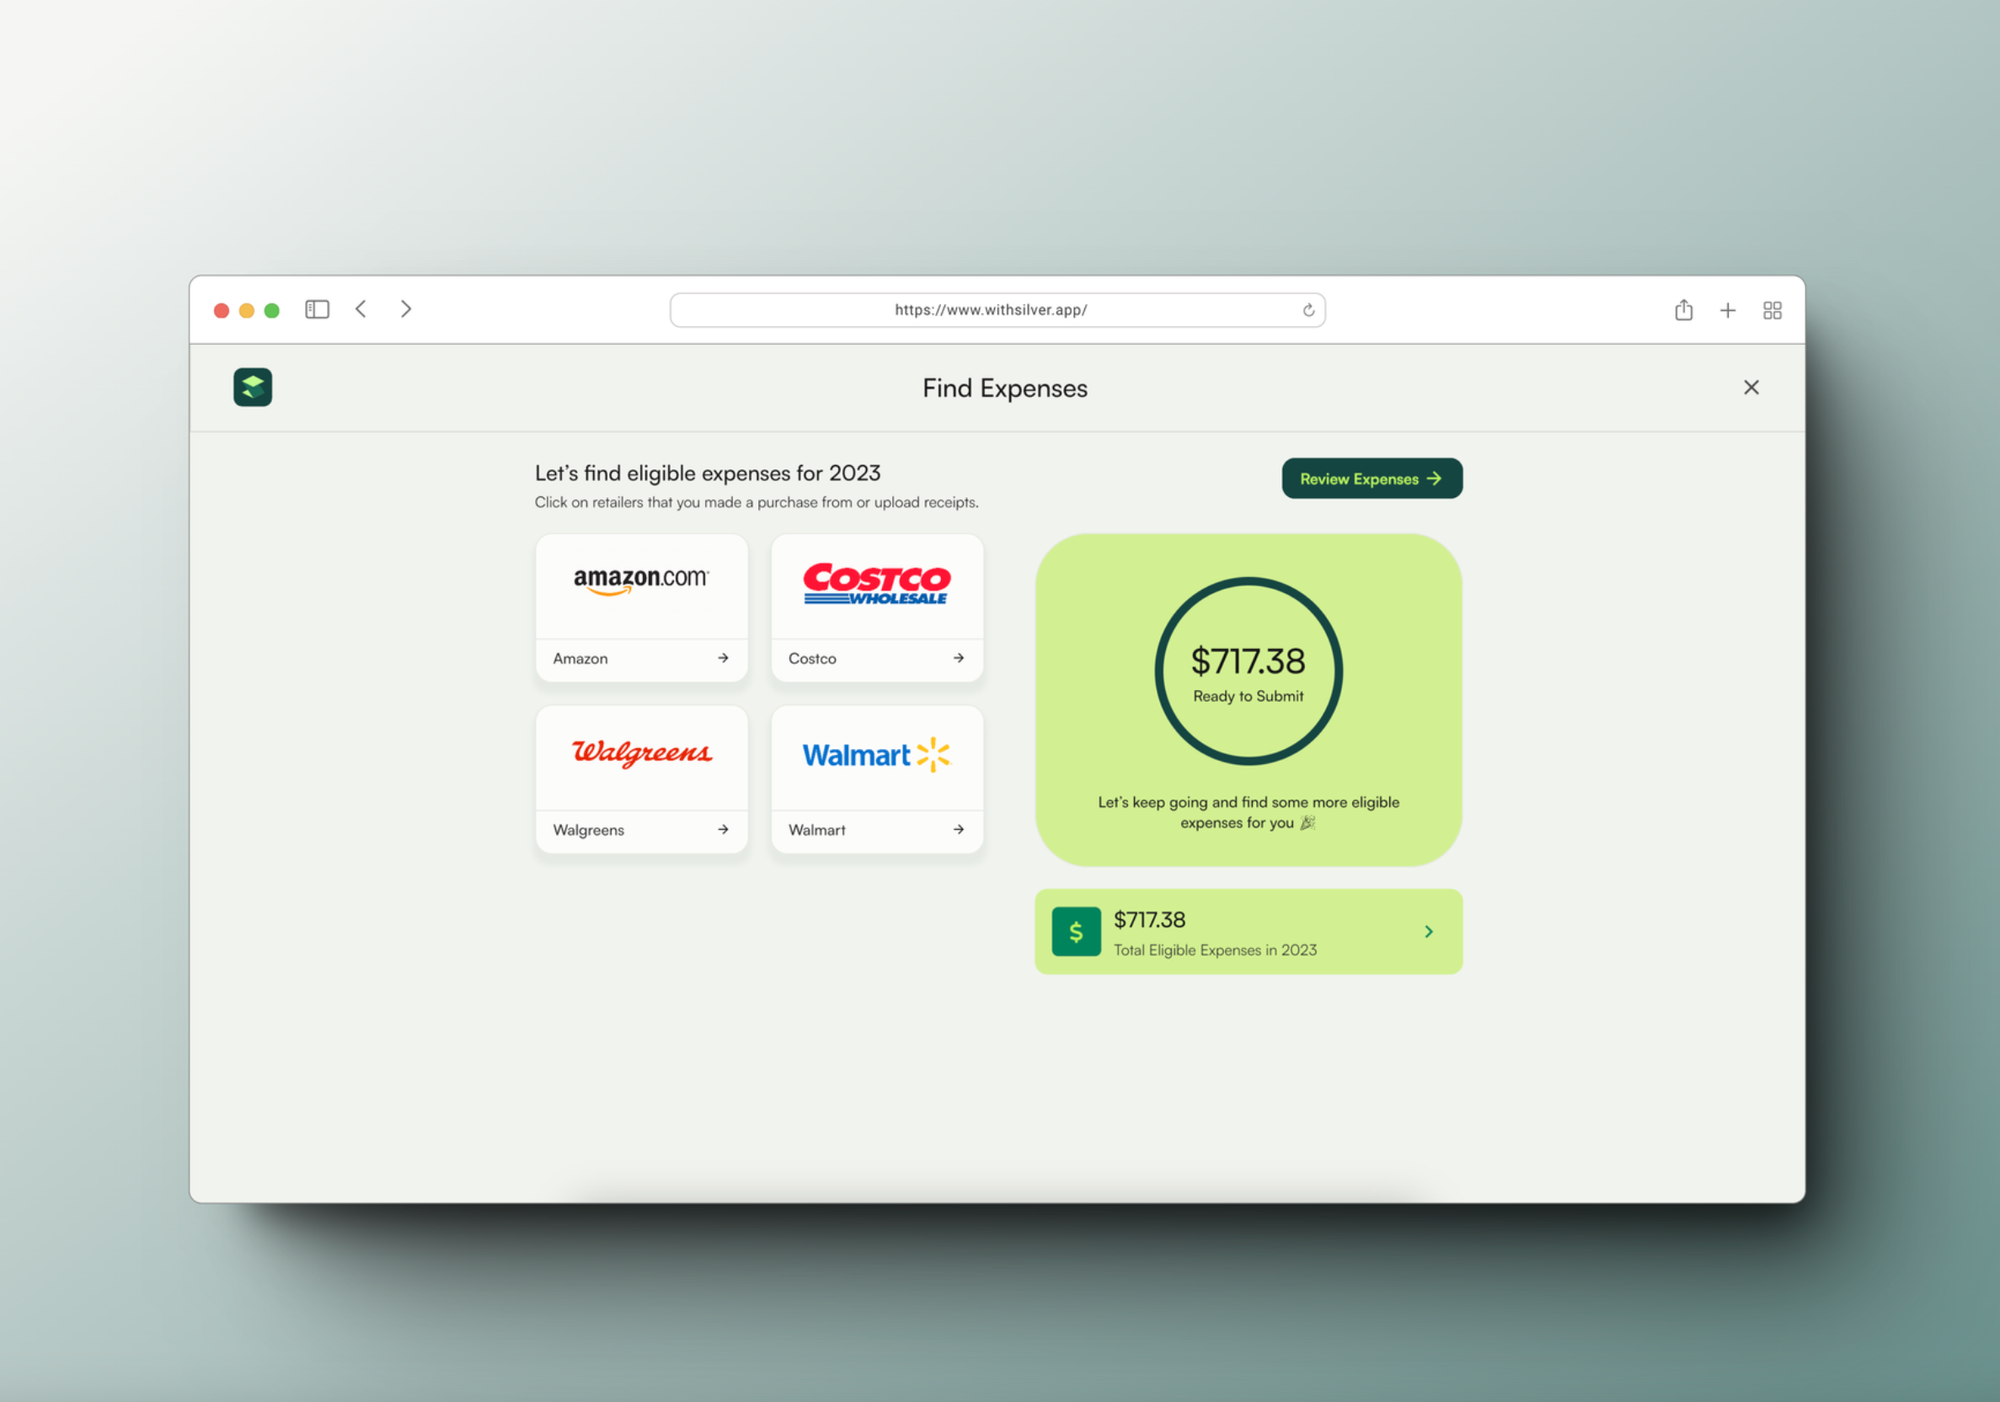 https://www.withsilver.app/
Find Expenses
Let's find eligible expenses for 2023
Click on retailers that you made a purchase from or upload receipts.
Review Expenses
amazon.com
Amazon
COSTCO
WHOLESALE
Costco
Walgreens
Walgreens
Walmart
Walmart
$717.38
Ready to Submit
Let's keep going and find some more eligible
expenses for you 🎉
$
$717.38
Total Eligible Expenses in 2023